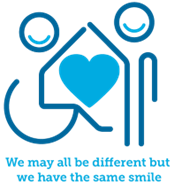 We may all be different but
we have the same smile